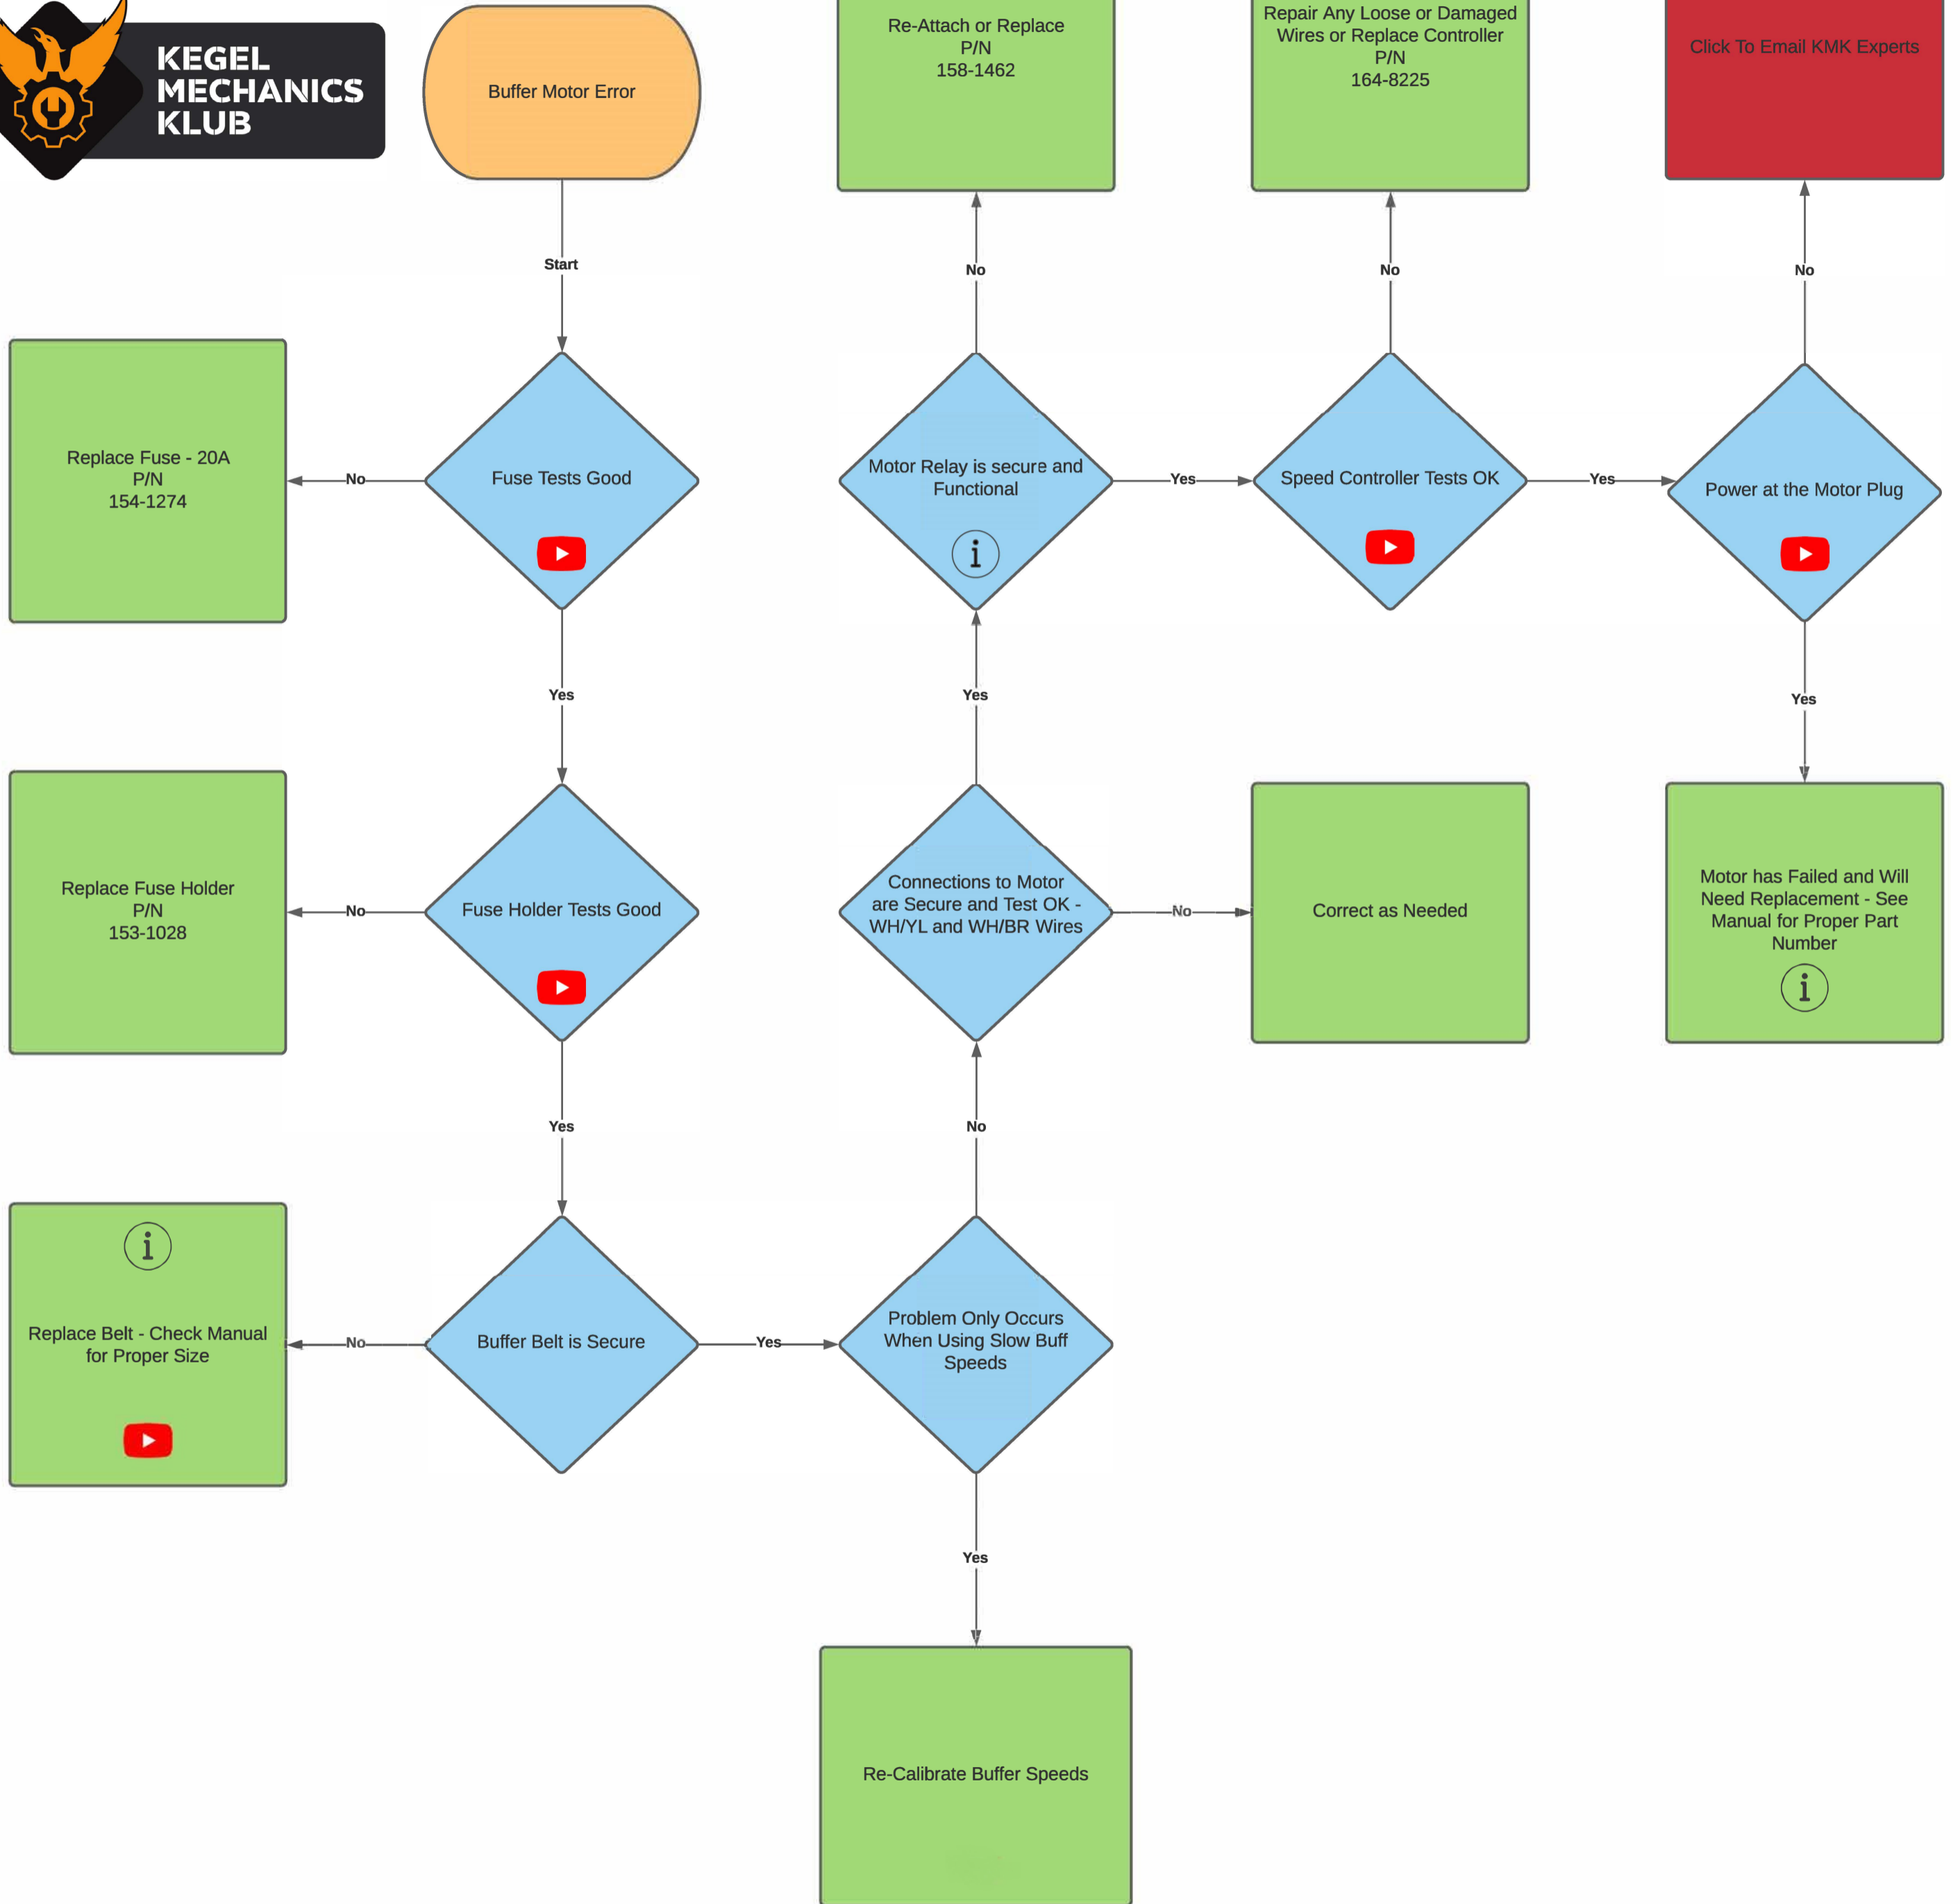 KEGEL
MECHANICS
KLUB
Buffer Motor Error
Re-Attach or Replace
P/N
158-1462
Repair Any Loose or Damaged
Wires or Replace Controller
P/N
164-8225
Click To Email KMK Experts
Start
No
No
No
Replace Fuse - 20A
P/N
154-1274
No
Fuse Tests Good
Motor Relay is secure and
Functional
Yes
Speed Controller Tests OK
Yes
Power at the Motor Plug
Yes
Yes
Yes
Replace Fuse Holder
P/N
153-1028
No
Fuse Holder Tests Good
Connections to Motor
are Secure and Test OK -
WH/YL and WH/BR Wires
No
Correct as Needed
Motor has Failed and Will
Need Replacement - See
Manual for Proper Part
Number
Yes
No
Replace Belt - Check Manual
for Proper Size
No
Buffer Belt is Secure
Yes
Problem Only Occurs
When Using Slow Buff
Speeds
Yes
Re-Calibrate Buffer Speeds